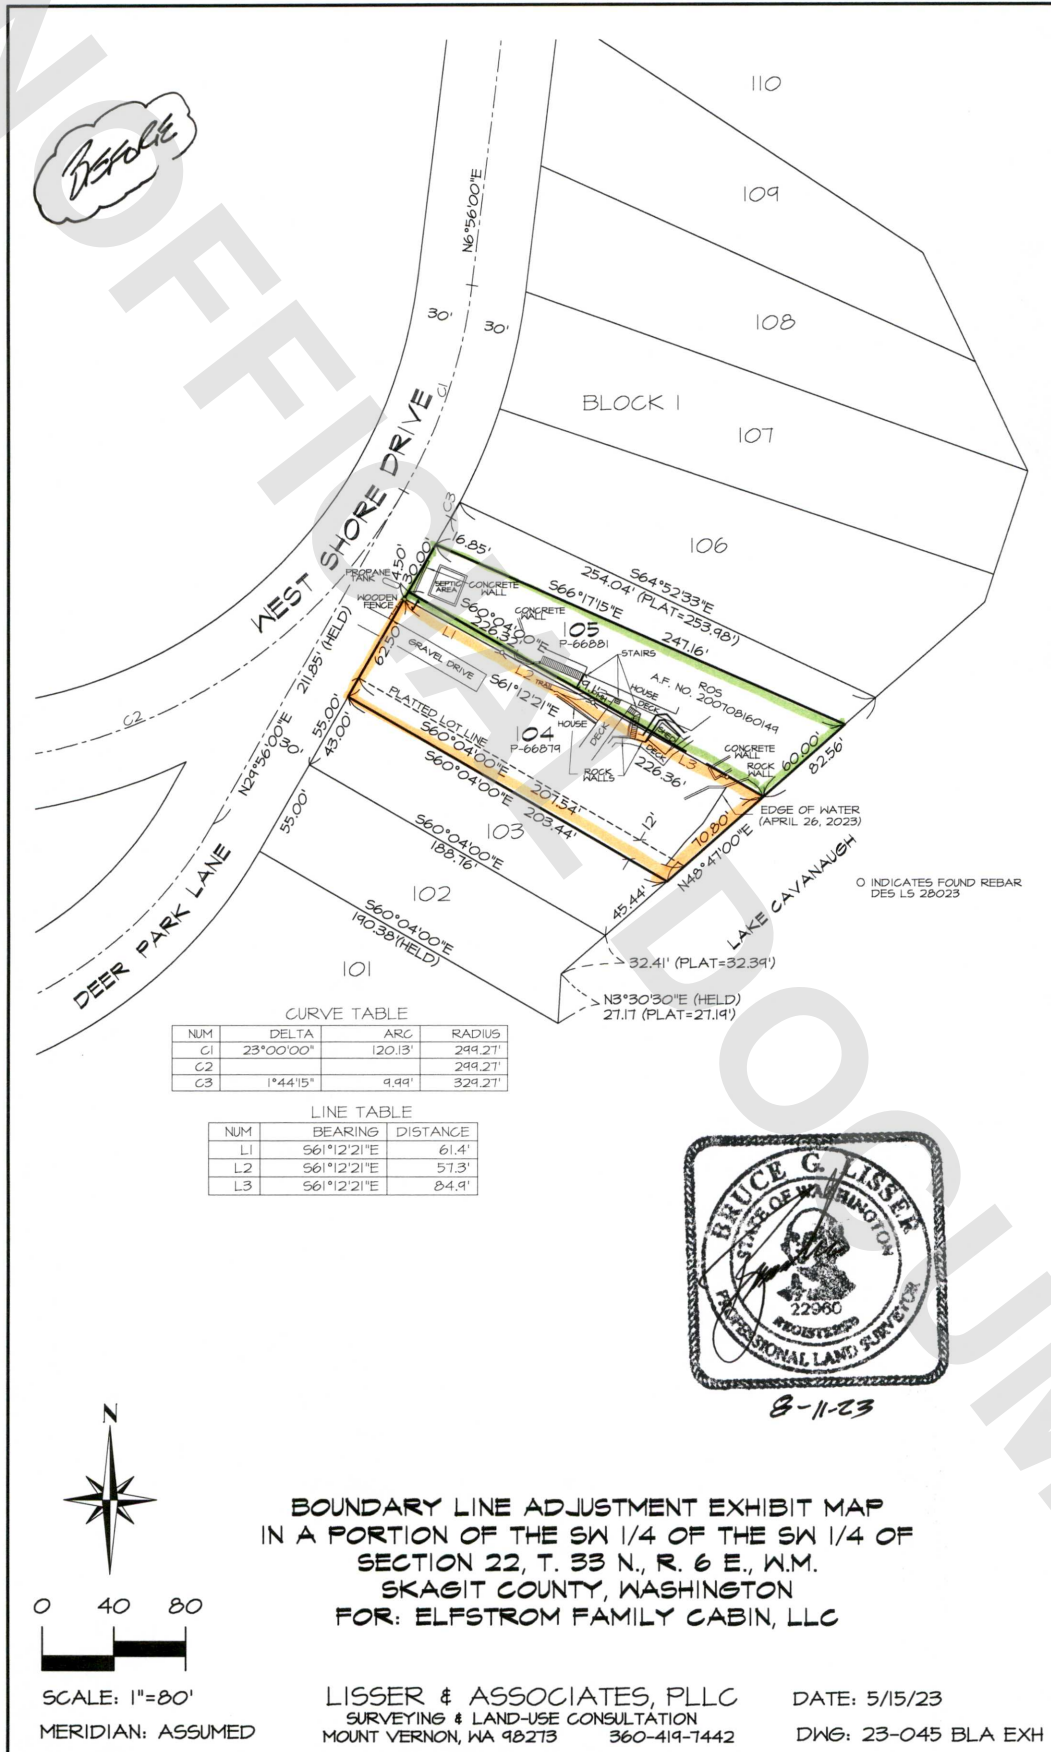 BEFORE
110
109
N6°56'00"E
30'
30'
108
C1
BLOCK 1
107
WEST SHORE DRIVE
C3
106
16.85'
S64°52'33"E
254.04' (PLAT=253.98')
S66°17'15"E
247.16'
4.50'
30.00'
PROPANE
TANK
SEPTIC
AREA
CONCRETE
WALL
WOODEN
FENCE
CONCRETE
WALL
S60°04'00"E
226.32'
105
P-66881
STAIRS
ROS
A.F. NO. 200708160149
211.85' (HELD)
62.50'
L1
GRAVEL DRIVE
L2
TRAIL
S61°12'21"E
HOUSE
DECK
HOUSE
DECK
DECK
C2
PLATTED LOT LINE
104
P-66879
55.00'
43.00'
S60°04'00"E
S60°04'00"E
207.54'
203.44'
ROCK
WALLS
226.36'
L3
CONCRETE
WALL
ROCK
WALL
60.00'
82.56'
12'
70.80'
N48°47'00"E
EDGE OF WATER
(APRIL 26, 2023)
N29°56'00"E
30'
55.00'
103
S60°04'00"E
188.76'
45.44'
LAKE CAVANAUGH
O INDICATES FOUND REBAR
DES LS 28023
102
DEER PARK LANE
S60°04'00"E
190.38'(HELD)
101
32.41' (PLAT=32.39')
N3°30'30"E (HELD)
27.17 (PLAT=27.19')
CURVE TABLE
NUM DELTA ARC RADIUS
C1 23°00'00" 120.13' 299.27'
C2 299.27'
C3 1°44'15" 9.99' 329.27'
LINE TABLE
NUM BEARING DISTANCE
L1 S61°12'21"E 61.4'
L2 S61°12'21"E 57.3'
L3 S61°12'21"E 84.9'
BRUCE G. LISSER
STATE OF WASHINGTON
22960
REGISTERED
PROFESSIONAL LAND SURVEYOR
8-11-23
N
BOUNDARY LINE ADJUSTMENT EXHIBIT MAP
IN A PORTION OF THE SW 1/4 OF THE SW 1/4 OF
SECTION 22, T. 33 N., R. 6 E., W.M.
SKAGIT COUNTY, WASHINGTON
FOR: ELFSTROM FAMILY CABIN, LLC
0 40 80
SCALE: 1"=80'
MERIDIAN: ASSUMED
LISSER & ASSOCIATES, PLLC
SURVEYING & LAND-USE CONSULTATION
MOUNT VERNON, WA 98273 360-419-7442
DATE: 5/15/23
DWG: 23-045 BLA EXH